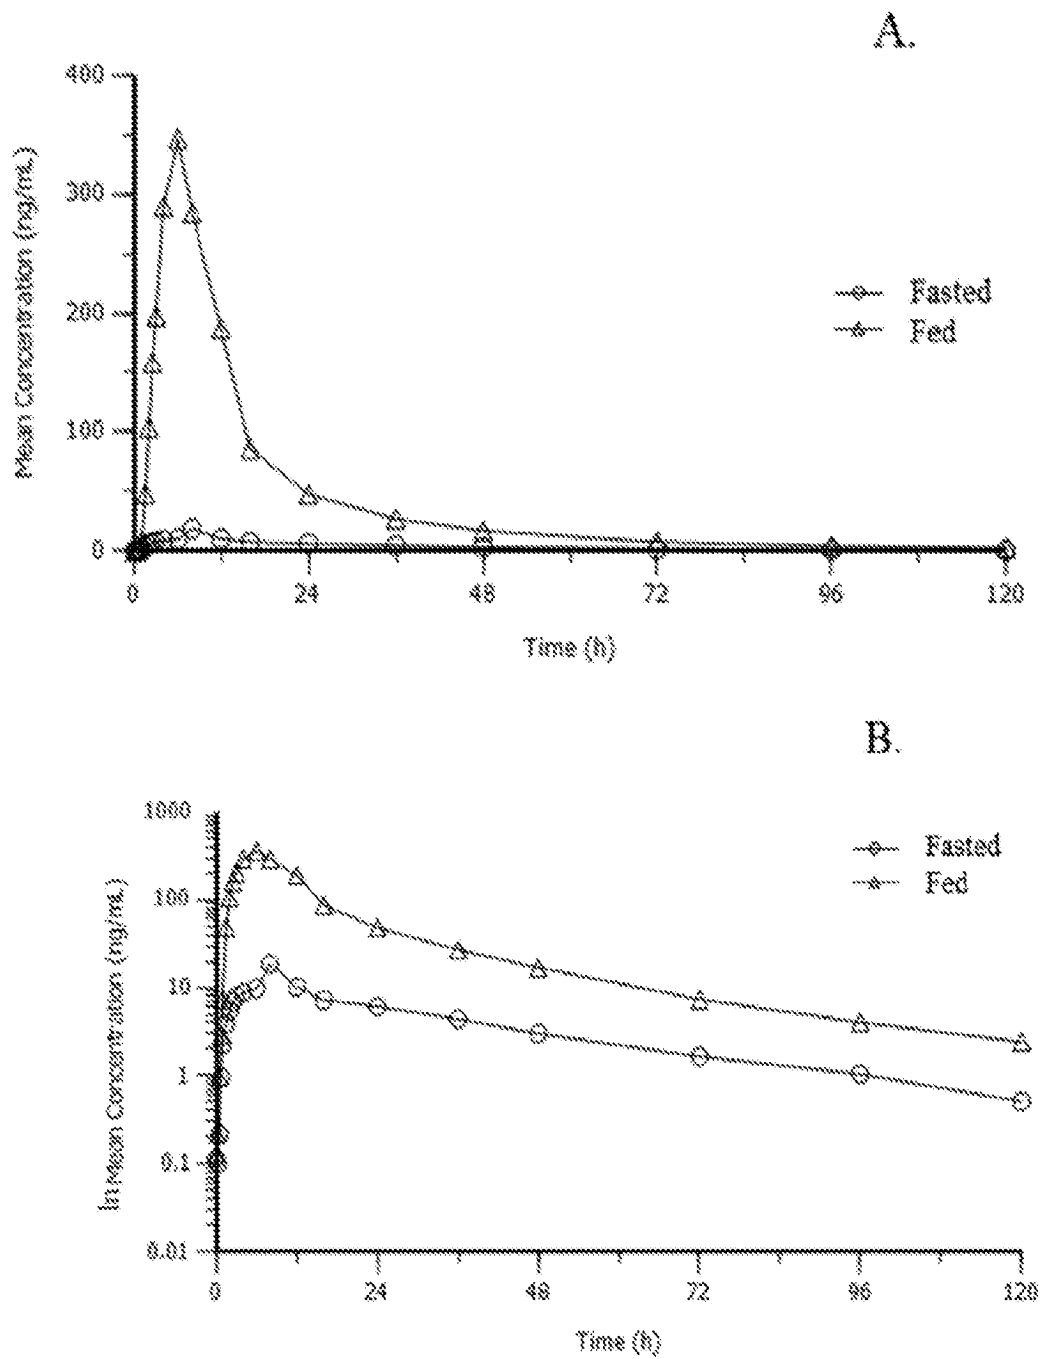 A.
400
300
200
100
0
Mean Concentration (ng/mL)
Fasted
Fed
0 24 48 72 96 120
Time (h)
B.
1000
100
10
1
0.1
0.01
ln Mean Concentration (ng/mL)
Fasted
Fed
0 24 48 72 96 120
Time (h)